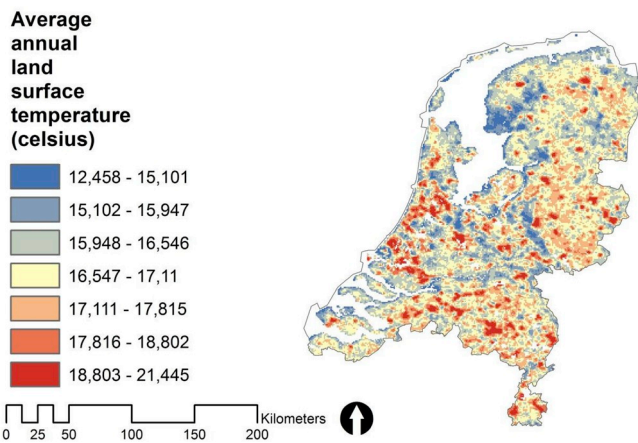 Average
annual
land
surface
temperature
(celsius)
12,458 - 15,101
15,102 - 15,947
15,948 - 16,546
16,547 - 17,11
17,111 - 17,815
17,816 - 18,802
18,803 - 21,445
Kilometers
0 25 50 100 150 200